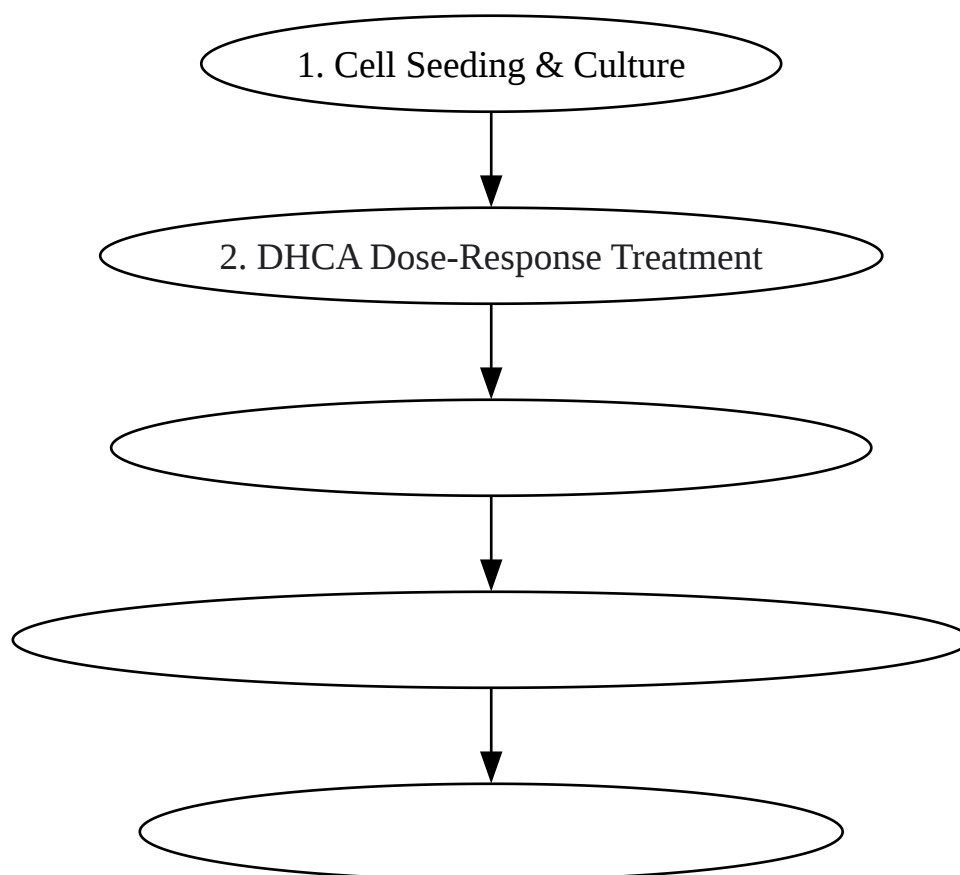 1. Cell Seeding & Culture
2. DHCA Dose-Response Treatment